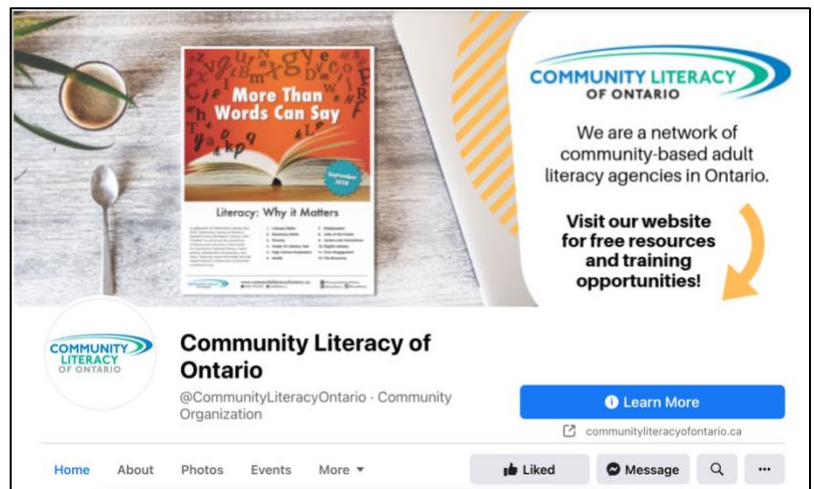 More Than
Words Can Say
September
2018
Literacy: Why it Matters
COMMUNITY LITERACY
OF ONTARIO
We are a network of
community-based adult
literacy agencies in Ontario.
Visit our website
for free resources
and training
opportunities!
COMMUNITY
LITERACY
OF ONTARIO
Community Literacy of
Ontario
@CommunityLiteracyOntario · Community
Organization
Learn More
communityliteracyofontario.ca
Home About Photos Events More
Liked Message